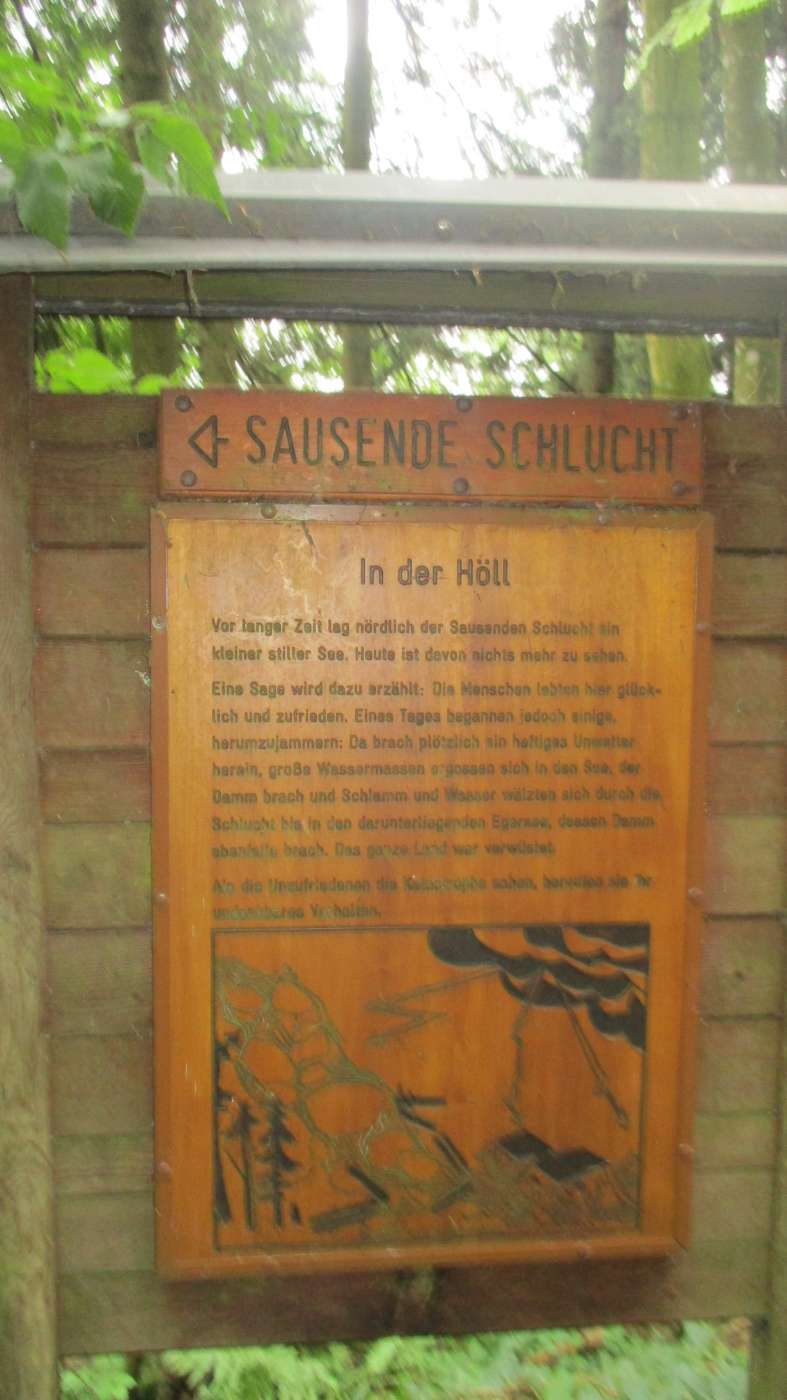 SAUSENDE SCHLUCHT
In der Höll
Vor langer Zeit lag nördlich der Sausenden Schlucht ein
kleiner stiller See. Heute ist davon nichts mehr zu sehen.
Eine Sage wird dazu erzählt: Die Menschen lebten hier glück-
lich und zufrieden. Eines Tages begannen jedoch einige,
herumzujammern: Da brach plötzlich ein heftiges Unwetter
herein, große Wassermassen ergossen sich in den See, der
Damm brach und Schlamm und Wasser wälzten sich durch die
Schlucht bis in den darunterliegenden Egersee, dessen Damm
ebenfalls brach. Das ganze Land war verwüstet.
Als die Unzufriedenen die Katastrophe sahen, bereuten sie ihr
undankbares Verhalten.